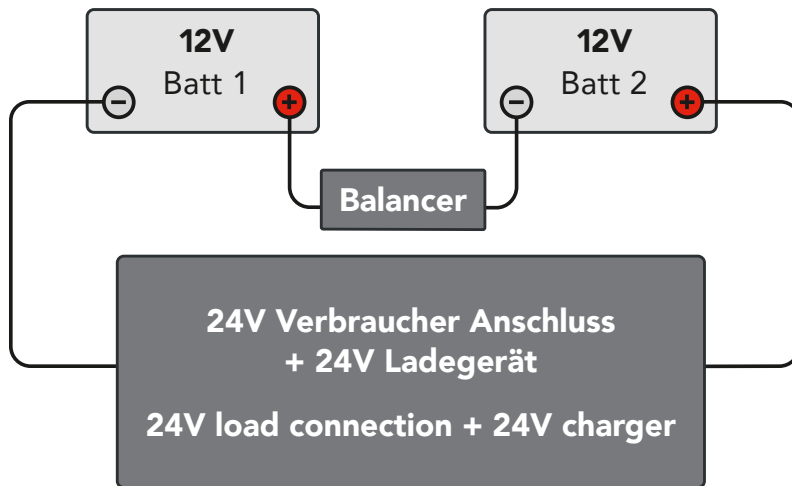 12V
Batt 1
− +
12V
Batt 2
− +
Balancer
24V Verbraucher Anschluss
+ 24V Ladegerät
24V load connection + 24V charger